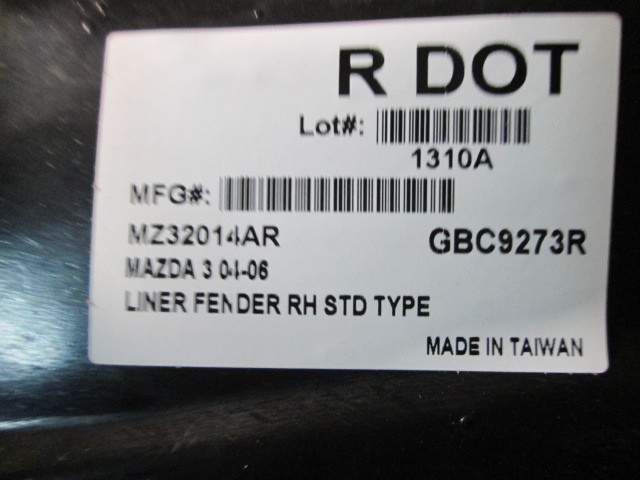 R DOT
Lot#:
1310A
MFG#:
MZ32014AR GBC9273R
MAZDA 3 04-06
LINER FENDER RH STD TYPE
MADE IN TAIWAN